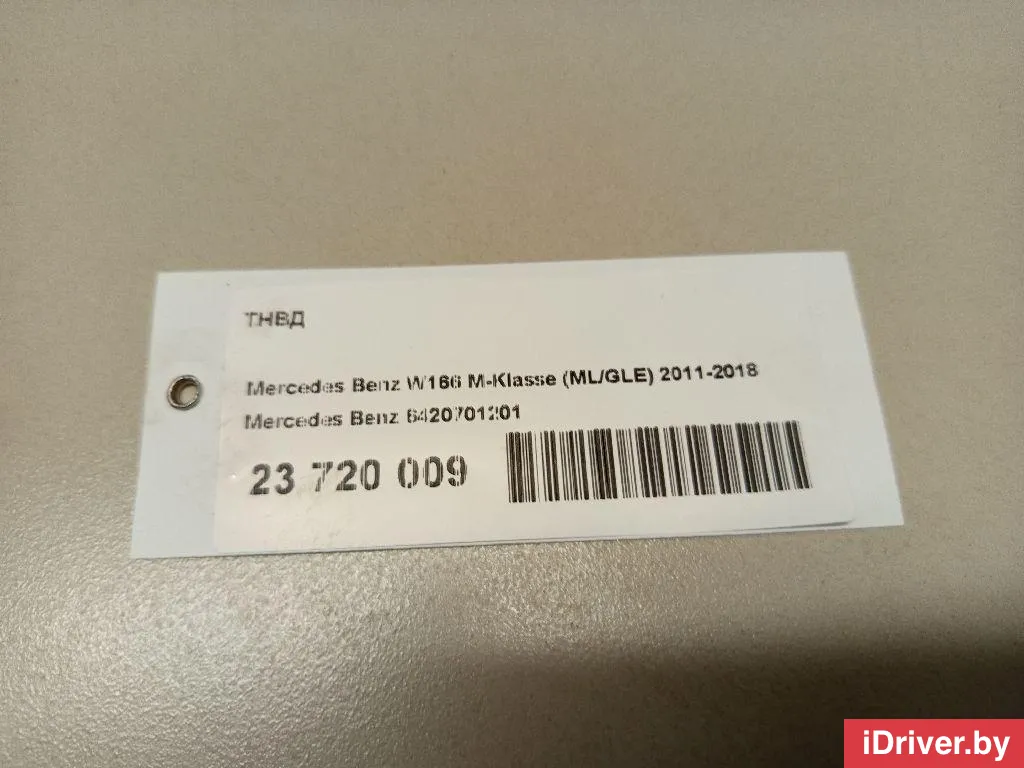 ТНВД
Mercedes Benz W166 M-Klasse (ML/GLE) 2011-2018
Mercedes Benz 6420701201
23 720 009
iDriver.by